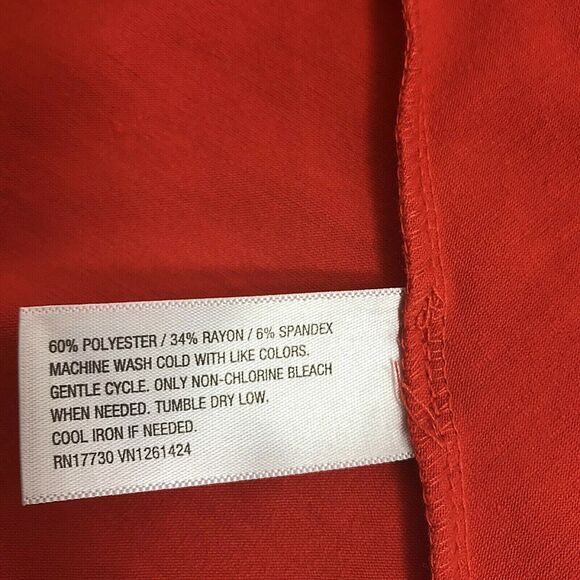 60% POLYESTER / 34% RAYON / 6% SPANDEX
MACHINE WASH COLD WITH LIKE COLORS.
GENTLE CYCLE. ONLY NON-CHLORINE BLEACH
WHEN NEEDED. TUMBLE DRY LOW.
COOL IRON IF NEEDED.
RN17730 VN1261424